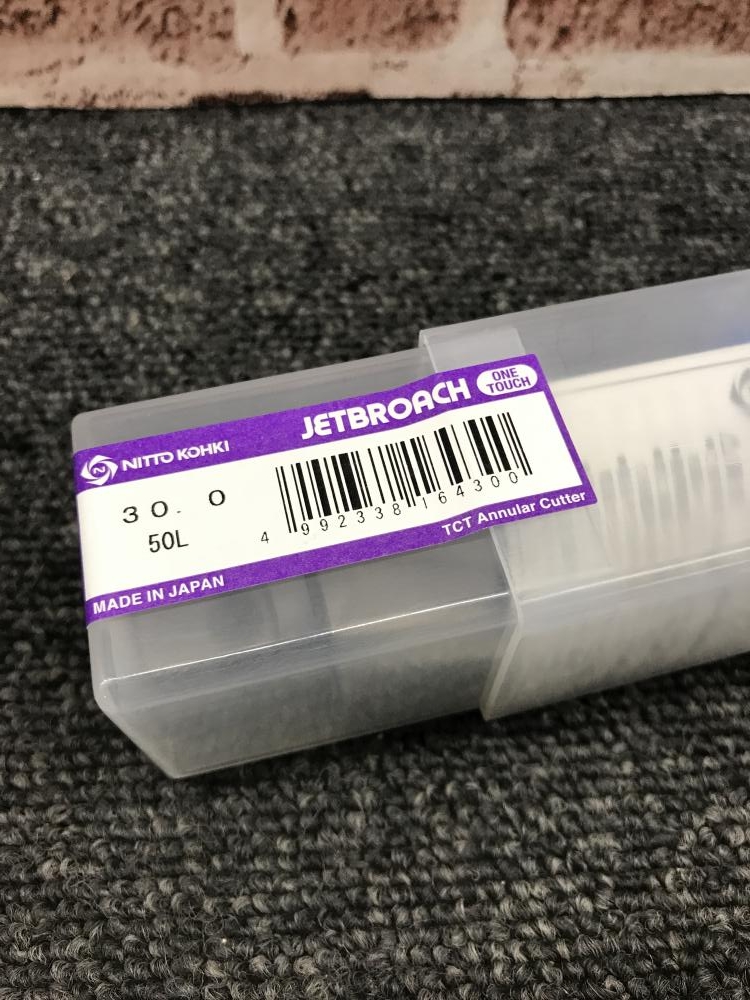 NITTO KOHKI
JETBROACH
ONE TOUCH
30.0
50L
4 992338 164300
TCT Annular Cutter
MADE IN JAPAN